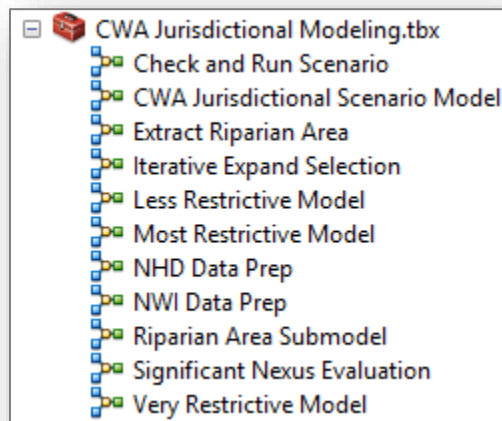 CWA Jurisdictional Modeling.tbx
Check and Run Scenario
CWA Jurisdictional Scenario Model
Extract Riparian Area
Iterative Expand Selection
Less Restrictive Model
Most Restrictive Model
NHD Data Prep
NWI Data Prep
Riparian Area Submodel
Significant Nexus Evaluation
Very Restrictive Model